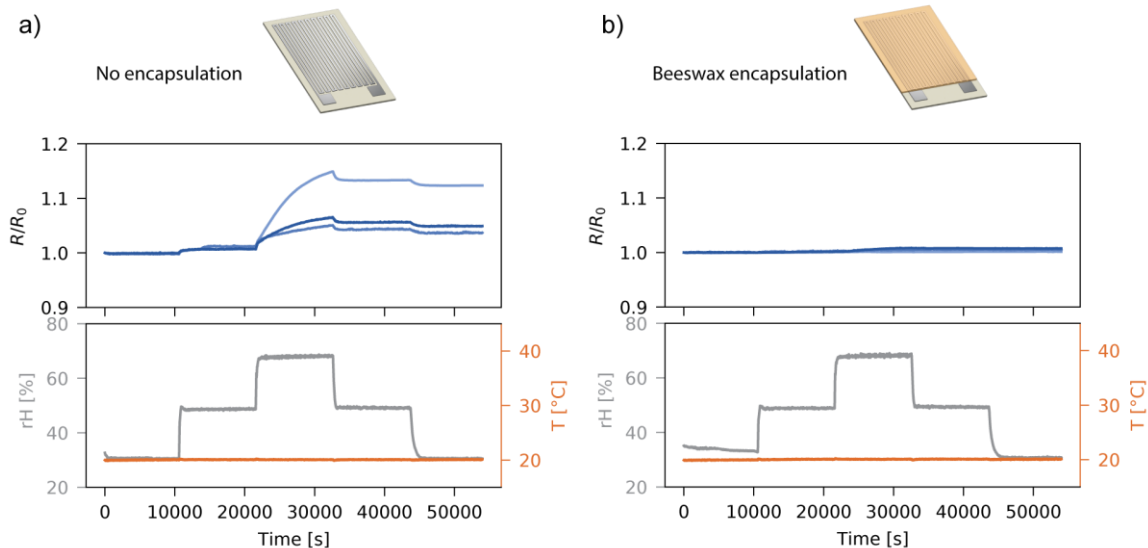 a)
No encapsulation
1.2
1.1
1.0
0.9
R/R0
80
60
40
20
rH [%]
40
30
20
T [°C]
0 10000 20000 30000 40000 50000
Time [s]
b)
Beeswax encapsulation
1.2
1.1
1.0
0.9
R/R0
80
60
40
20
rH [%]
40
30
20
T [°C]
0 10000 20000 30000 40000 50000
Time [s]